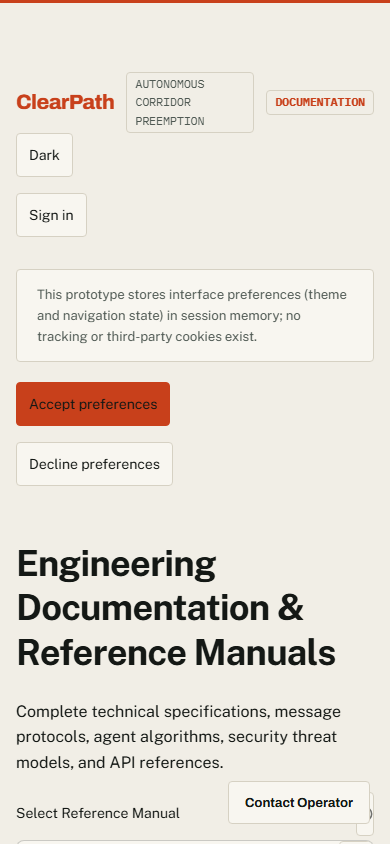 ClearPath
AUTONOMOUS
CORRIDOR
PREEMPTION
DOCUMENTATION
Dark
Sign in
This prototype stores interface preferences (theme
and navigation state) in session memory; no
tracking or third-party cookies exist.
Accept preferences
Decline preferences
Engineering
Documentation &
Reference Manuals
Complete technical specifications, message
protocols, agent algorithms, security threat
models, and API references.
Contact Operator
Select Reference Manual